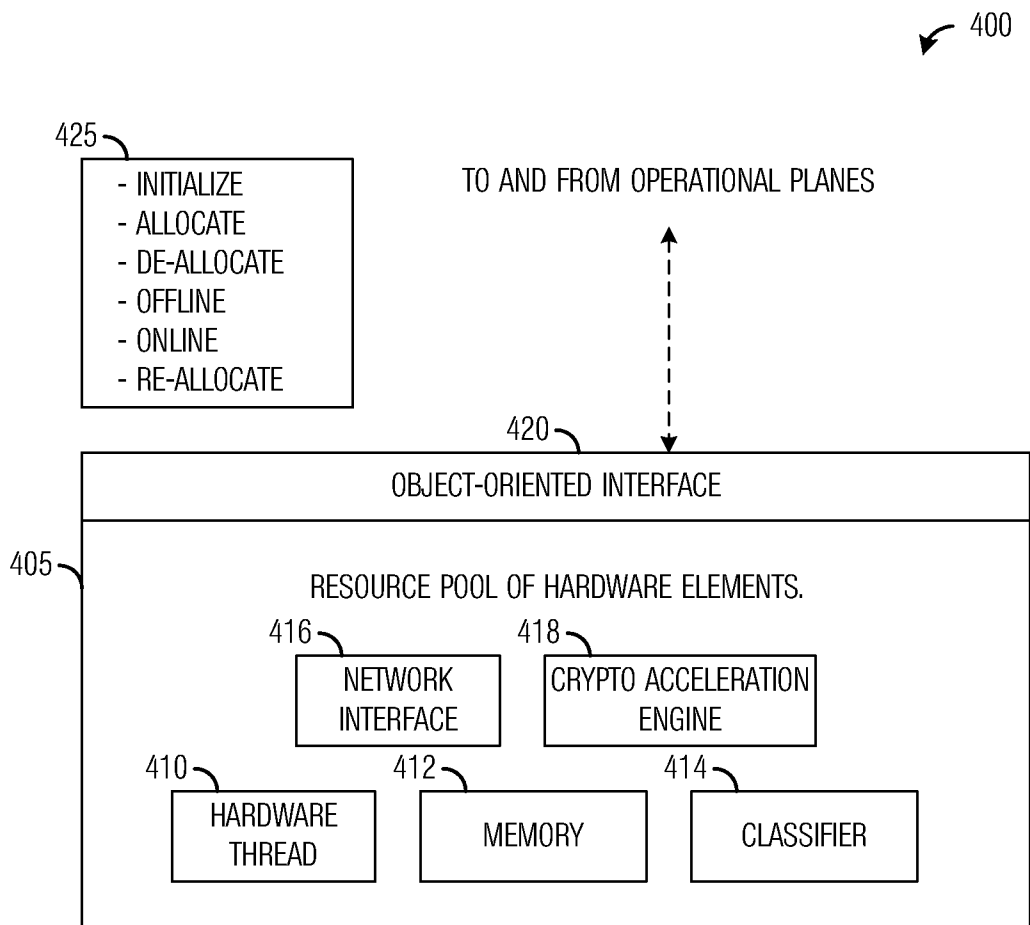 400
425
- INITIALIZE
- ALLOCATE
- DE-ALLOCATE
- OFFLINE
- ONLINE
- RE-ALLOCATE
TO AND FROM OPERATIONAL PLANES
420
OBJECT-ORIENTED INTERFACE
405
RESOURCE POOL OF HARDWARE ELEMENTS.
416
NETWORK
INTERFACE
418
CRYPTO ACCELERATION
ENGINE
410
HARDWARE
THREAD
412
MEMORY
414
CLASSIFIER